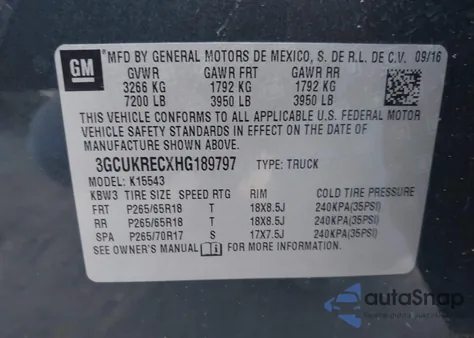 GM
MFD BY GENERAL MOTORS DE MEXICO, S. DE R.L. DE C.V. 09/16
GVWR GAWR FRT GAWR RR
3266 KG 1792 KG 1792 KG
7200 LB 3950 LB 3950 LB
THIS VEHICLE CONFORMS TO ALL APPLICABLE U.S. FEDERAL MOTOR
VEHICLE SAFETY STANDARDS IN EFFECT ON THE DATE OF
MANUFACTURE SHOWN ABOVE.
3GCUKRECXHG189797 TYPE: TRUCK
MODEL: K15543
KBW3 TIRE SIZE SPEED RTG RIM COLD TIRE PRESSURE
FRT P265/65R18 T 18X8.5J 240KPA(35PSI)
RR P265/65R18 T 18X8.5J 240KPA(35PSI)
SPA P265/70R17 S 17X7.5J 240KPA(35PSI)
SEE OWNER'S MANUAL i FOR MORE INFORMATION.
autoSnap